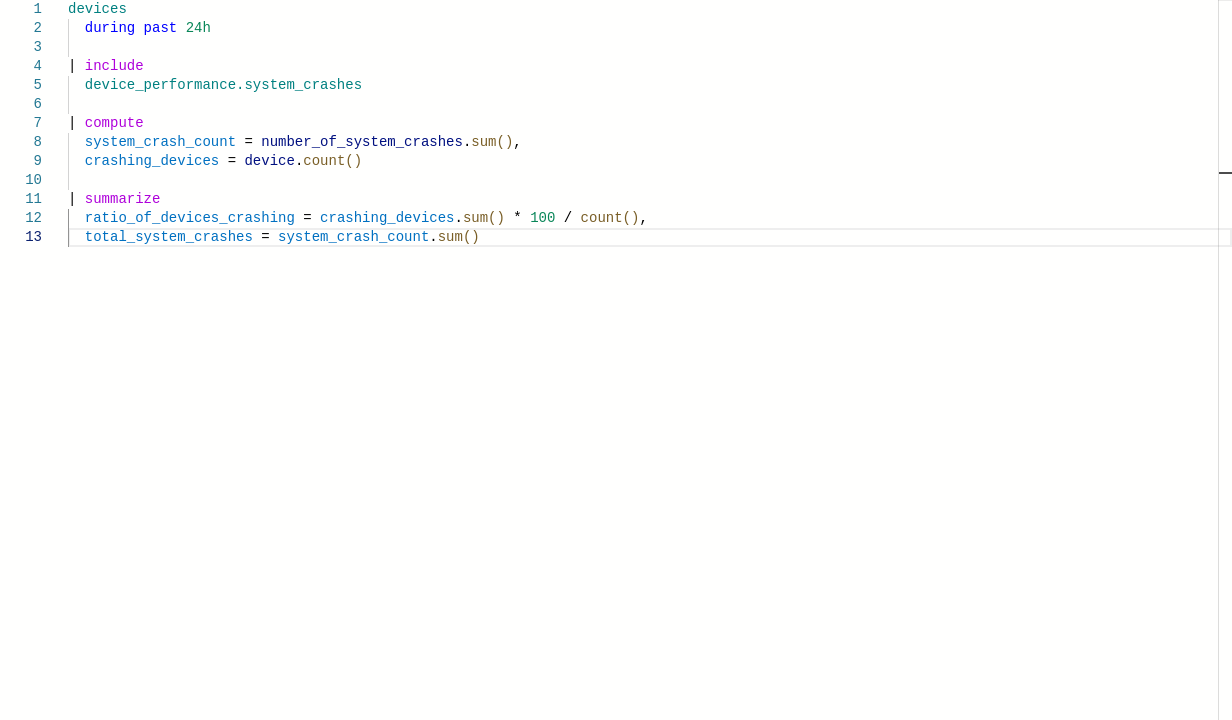 1 devices
2   during past 24h
3
4 | include
5   device_performance.system_crashes
6
7 | compute
8   system_crash_count = number_of_system_crashes.sum(),
9   crashing_devices = device.count()
10
11 | summarize
12   ratio_of_devices_crashing = crashing_devices.sum() * 100 / count(),
13   total_system_crashes = system_crash_count.sum()